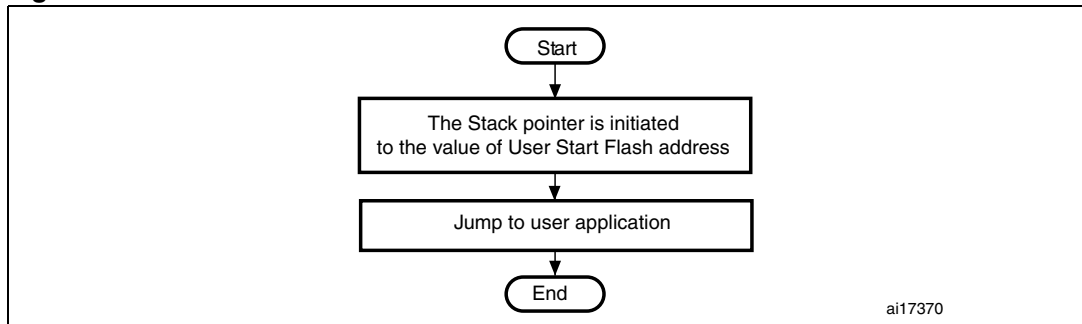 Start
The Stack pointer is initiated
to the value of User Start Flash address
Jump to user application
End
ai17370